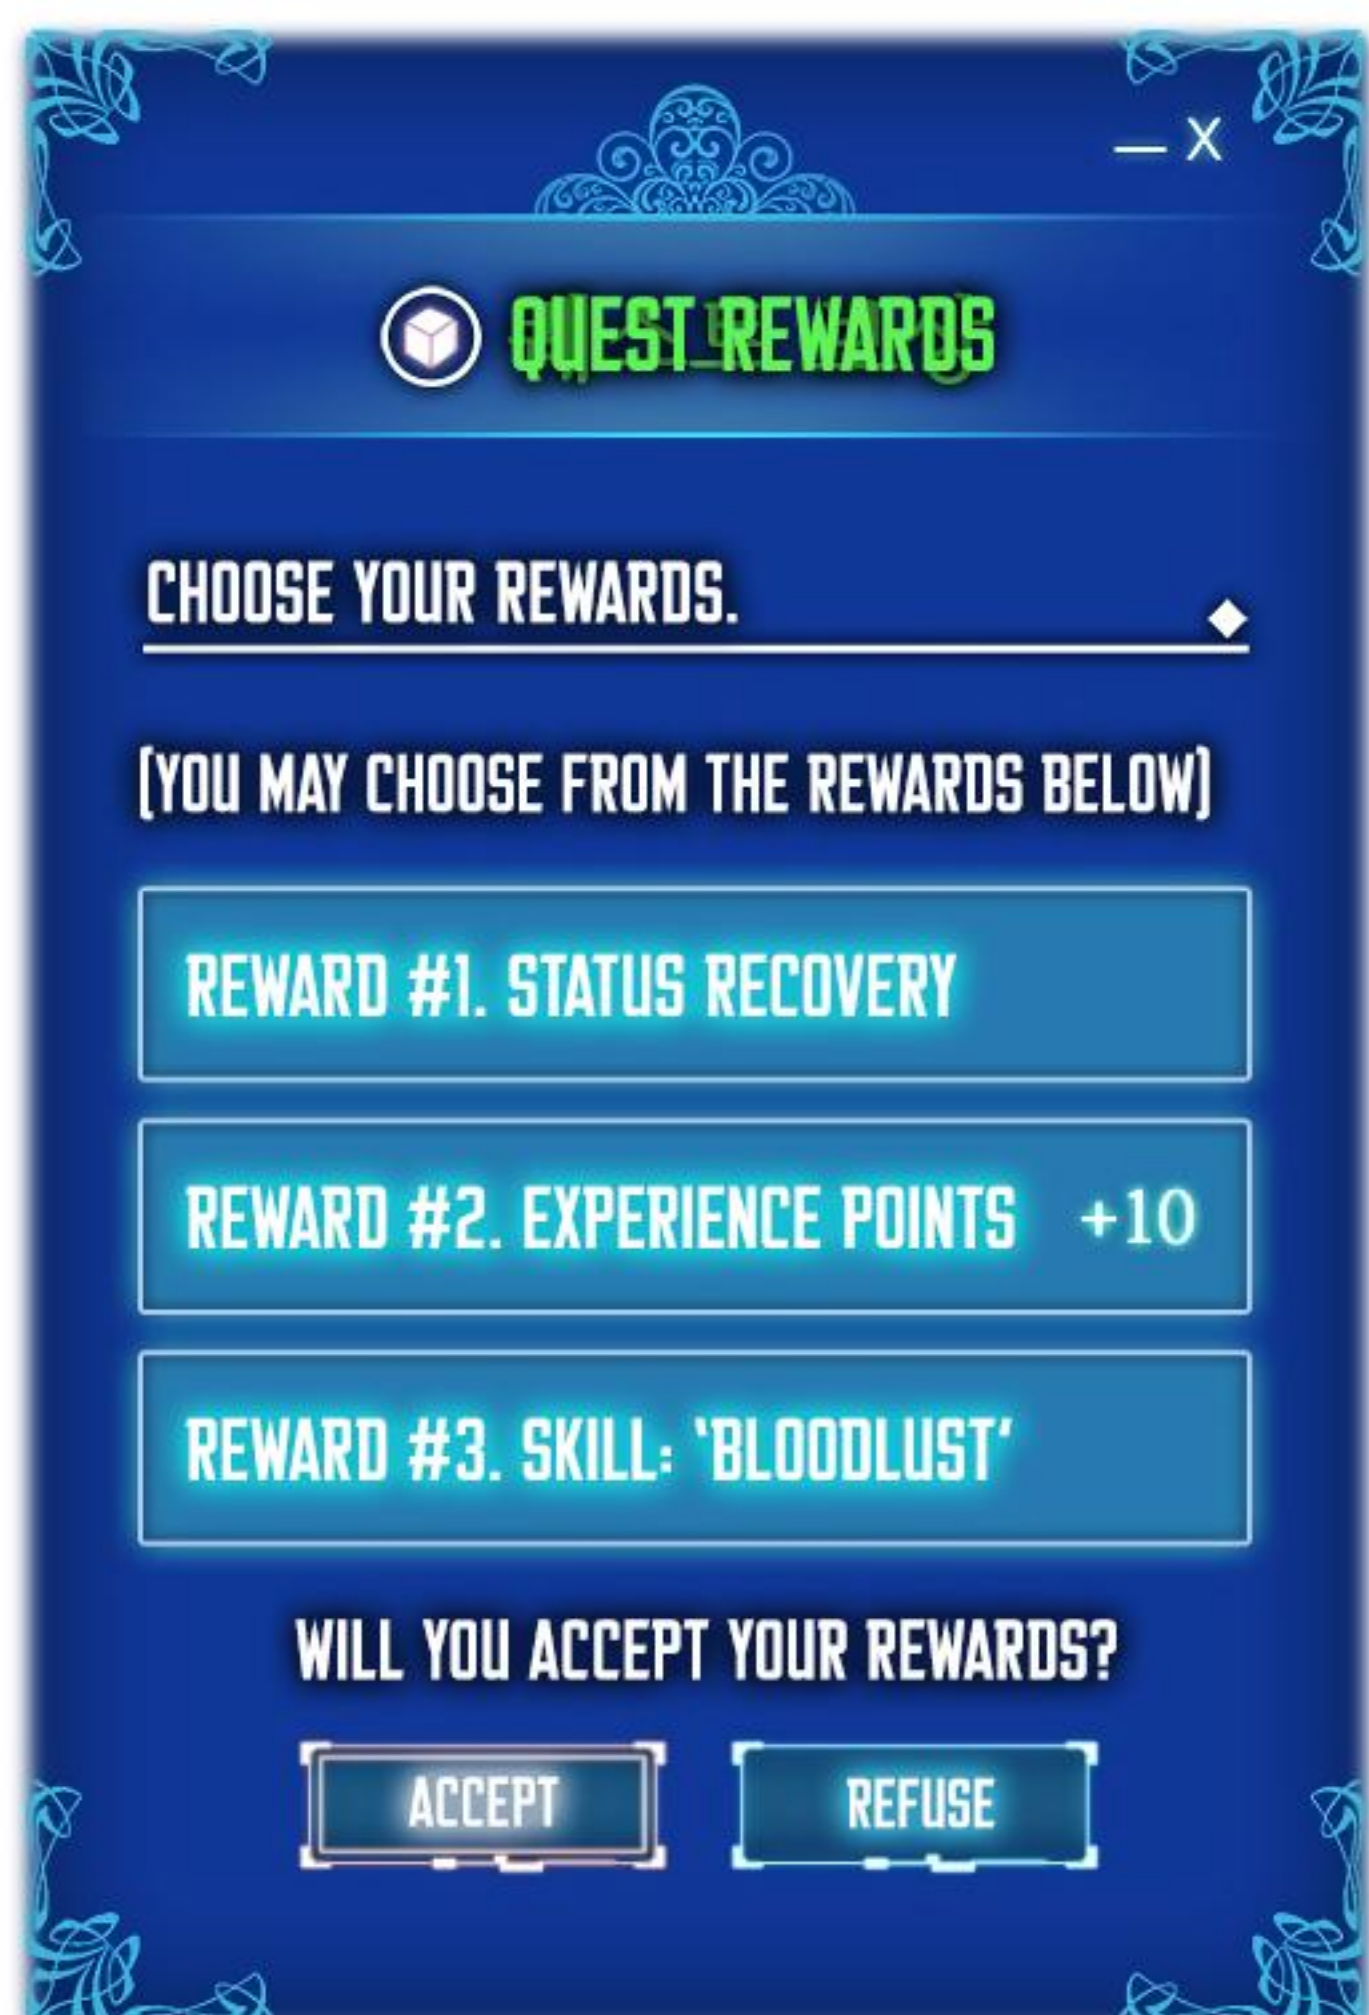 — X
QUEST REWARDS
CHOOSE YOUR REWARDS.
(YOU MAY CHOOSE FROM THE REWARDS BELOW)
REWARD #1. STATUS RECOVERY
REWARD #2. EXPERIENCE POINTS +10
REWARD #3. SKILL: ‘BLOODLUST’
WILL YOU ACCEPT YOUR REWARDS?
ACCEPT REFUSE